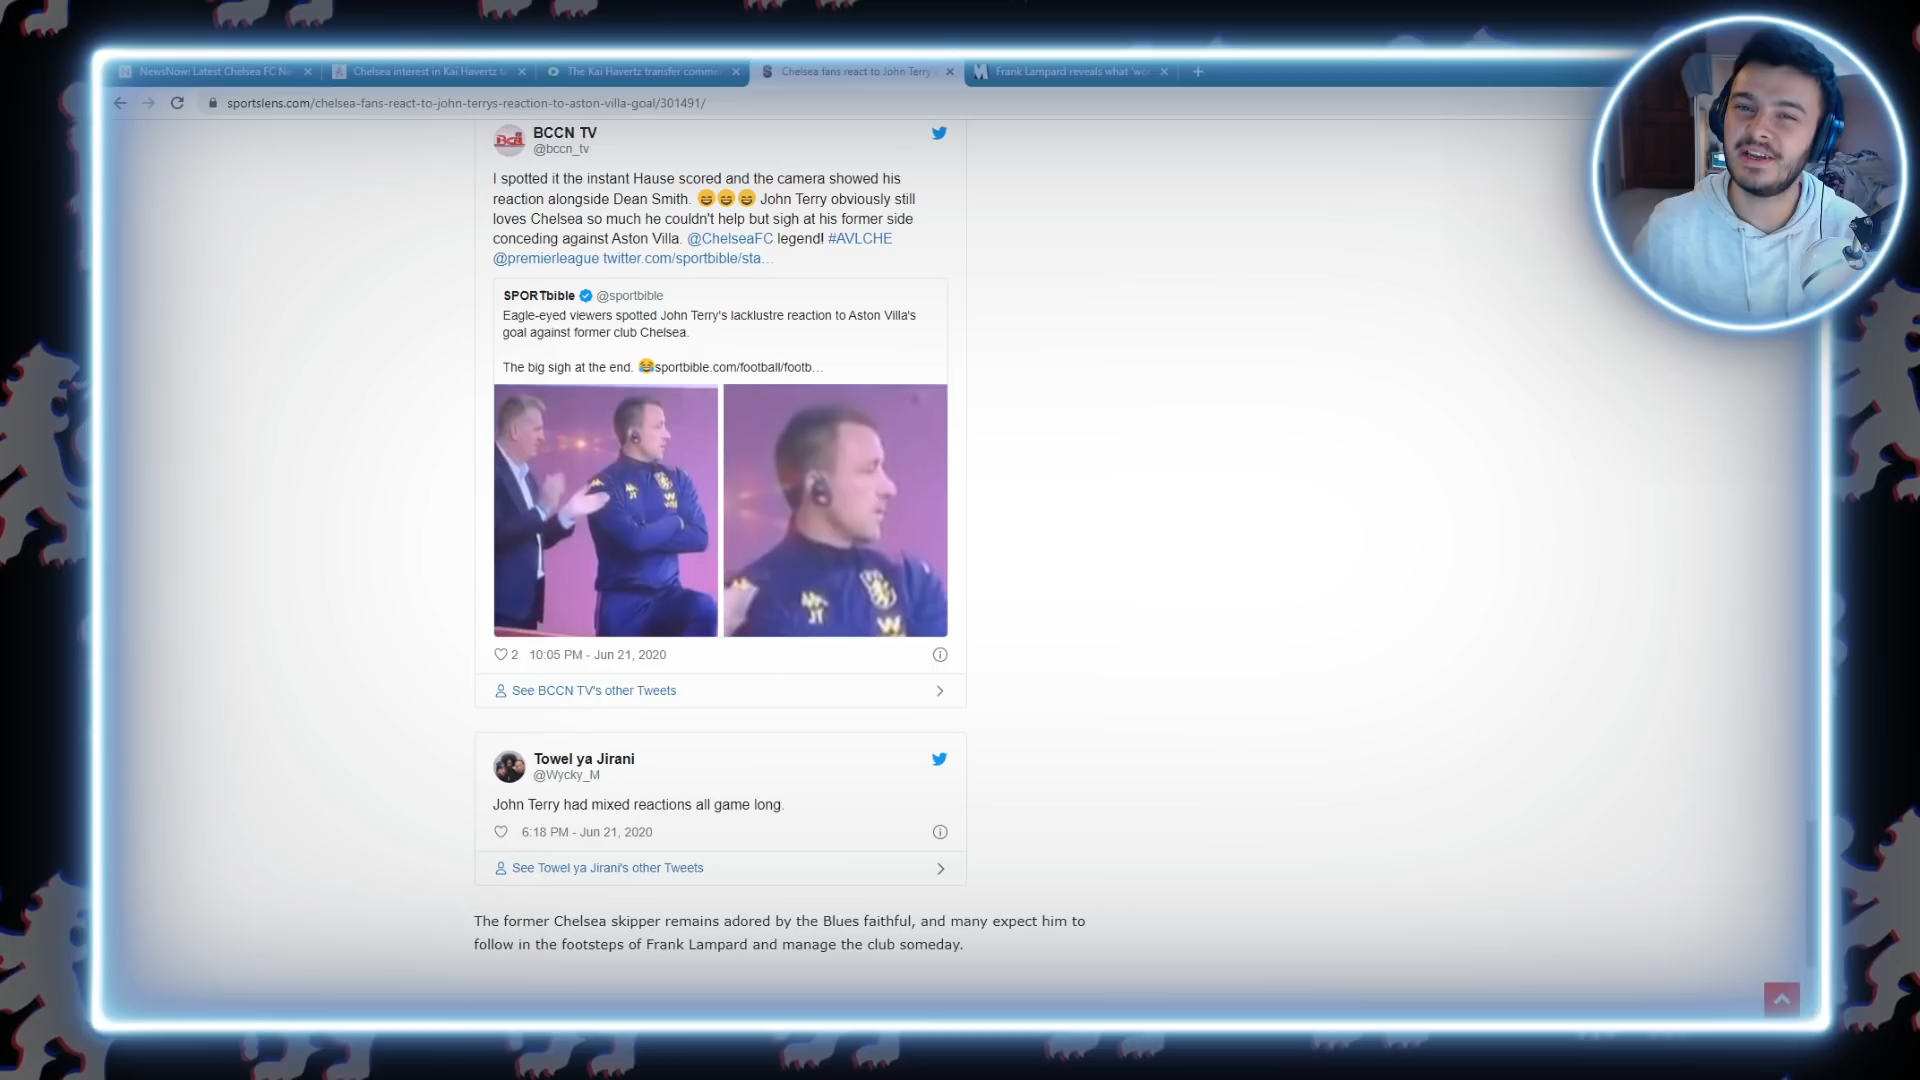 NewsNow: Latest Chelsea FC Ne
Chelsea interest in Kai Havertz t
The Kai Havertz transfer comme
Chelsea fans react to John Terry'
Frank Lampard reveals what 'wo
sportslens.com/chelsea-fans-react-to-john-terrys-reaction-to-aston-villa-goal/301491/
BCCN TV
@bccn_tv
I spotted it the instant Hause scored and the camera showed his
reaction alongside Dean Smith. 😄😄😄 John Terry obviously still
loves Chelsea so much he couldn't help but sigh at his former side
conceding against Aston Villa. @ChelseaFC legend! #AVLCHE
@premierleague twitter.com/sportbible/sta…
SPORTbible @sportbible
Eagle-eyed viewers spotted John Terry's lacklustre reaction to Aston Villa's
goal against former club Chelsea.
The big sigh at the end. 😂sportbible.com/football/footb…
JT
W
W
2 10:05 PM - Jun 21, 2020
See BCCN TV's other Tweets
Towel ya Jirani
@Wycky_M
John Terry had mixed reactions all game long.
6:18 PM - Jun 21, 2020
See Towel ya Jirani's other Tweets
The former Chelsea skipper remains adored by the Blues faithful, and many expect him to
follow in the footsteps of Frank Lampard and manage the club someday.